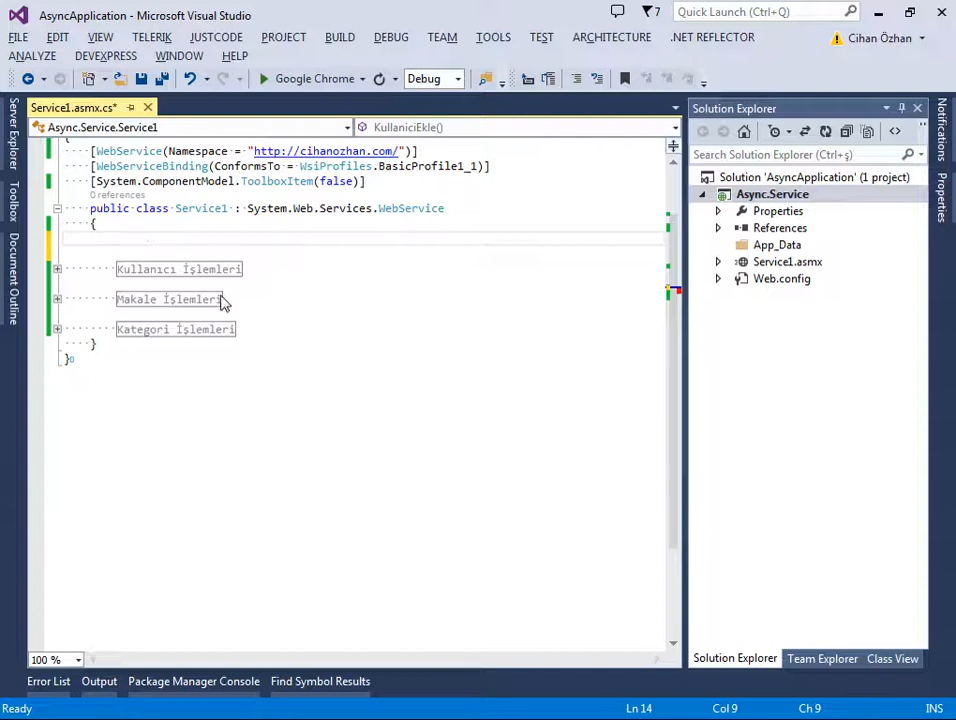 AsyncApplication - Microsoft Visual Studio
7
Quick Launch (Ctrl+Q)
FILE EDIT VIEW TELERIK JUSTCODE PROJECT BUILD DEBUG TEAM TOOLS TEST ARCHITECTURE .NET REFLECTOR
Cihan Özhan
ANALYZE DEVEXPRESS WINDOW HELP
Google Chrome
Debug
Server Explorer
Toolbox
Document Outline
Service1.asmx.cs*
Async.Service.Service1
KullaniciEkle()
{
[WebService(Namespace = "http://cihanozhan.com/")]
[WebServiceBinding(ConformsTo = WsiProfiles.BasicProfile1_1)]
[System.ComponentModel.ToolboxItem(false)]
0 references
public class Service1 : System.Web.Services.WebService
{
Kullanıcı İşlemleri
Makale İşlemleri
Kategori İşlemleri
}
}
100 %
Solution Explorer
Search Solution Explorer (Ctrl+ş)
Solution 'AsyncApplication' (1 project)
Async.Service
Properties
References
App_Data
Service1.asmx
Web.config
Solution Explorer Team Explorer Class View
Notifications
Properties
Error List Output Package Manager Console Find Symbol Results
Ready
Ln 14 Col 9 Ch 9 INS